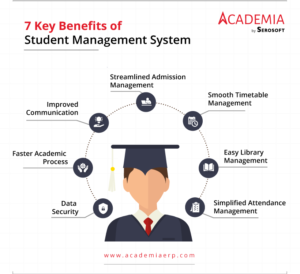 7 Key Benefits of
Student Management System
ACADEMIA
by SEROSOFT
Streamlined Admission
Management
Improved
Communication
Smooth Timetable
Management
Faster Academic
Process
Easy Library
Management
Data
Security
Simplified Attendance
Management
www.academiaerp.com